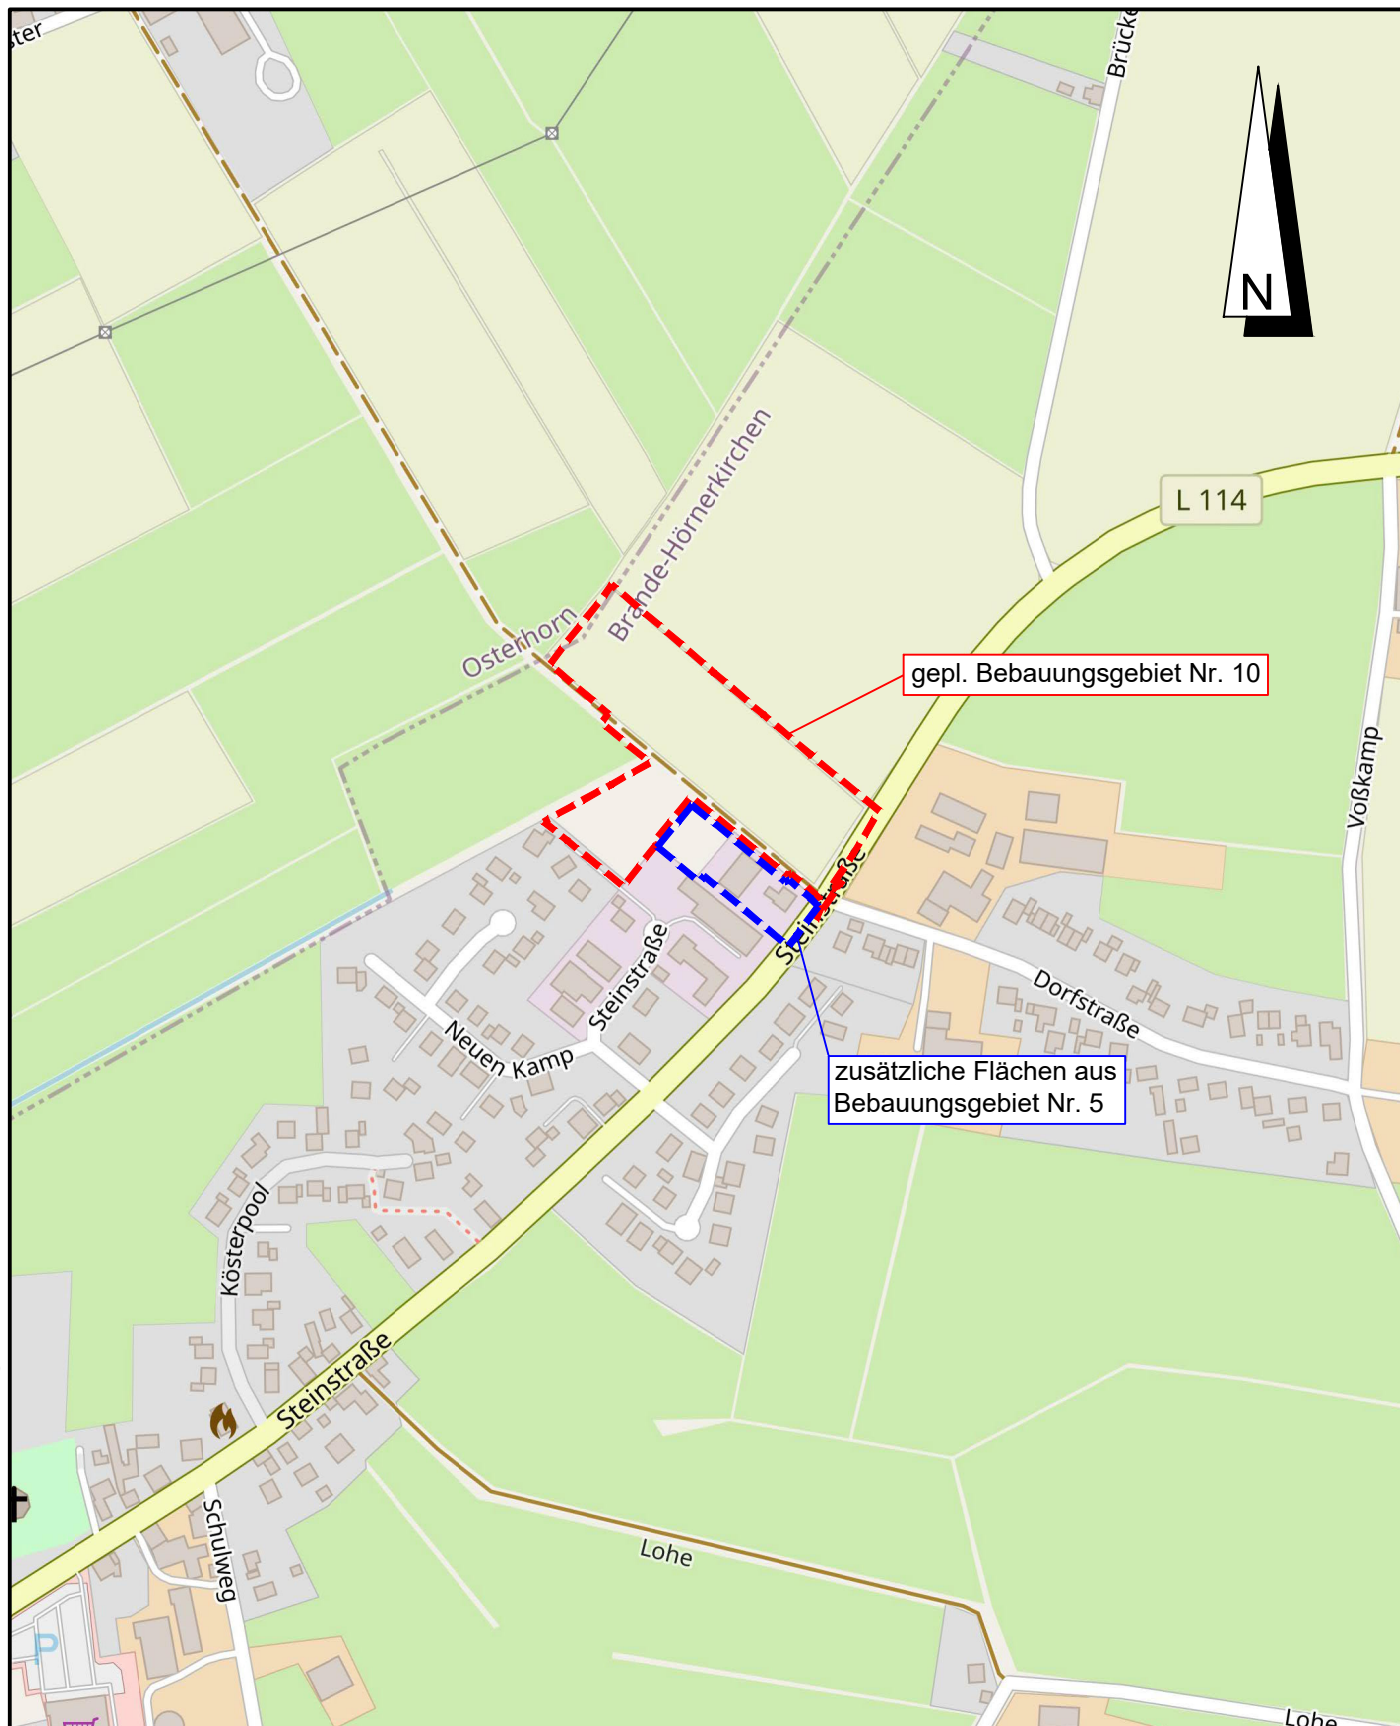 ster
Brücke
N
Brande-Hörnerkirchen
L 114
Osterhorn
gepl. Bebauungsgebiet Nr. 10
Voßkamp
Steinstraße
Steinstraße
Dorfstraße
Neuen Kamp
zusätzliche Flächen aus
Bebauungsgebiet Nr. 5
Kösterpool
Steinstraße
Schulweg
Lohe
Lohe